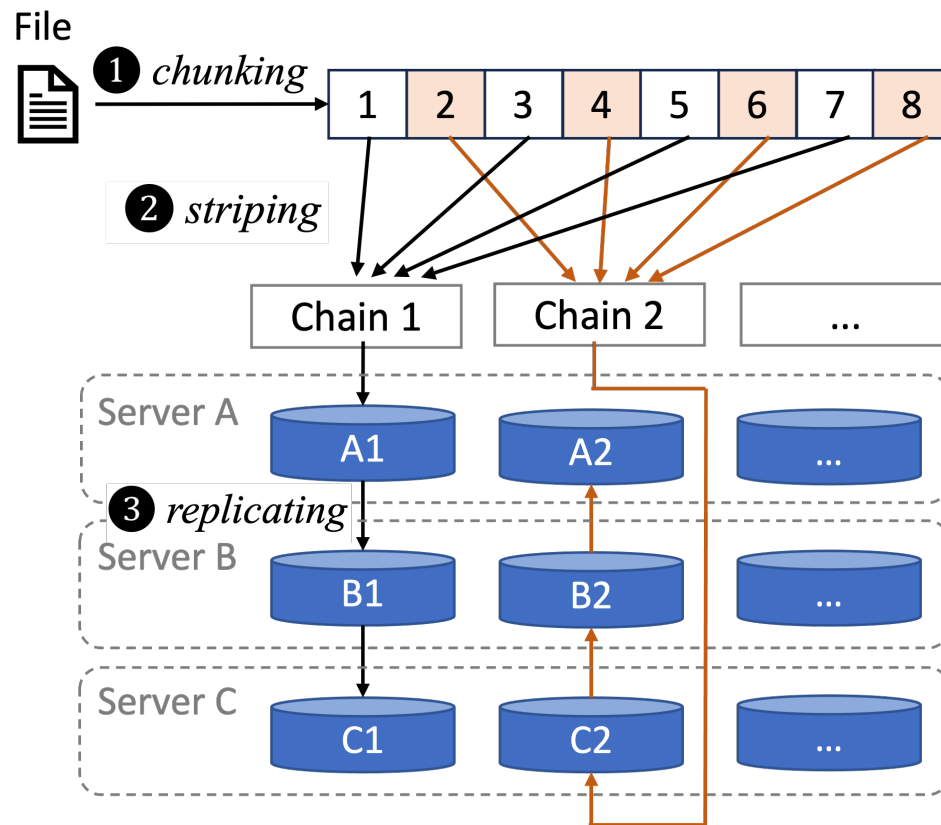 File
1 chunking
1 2 3 4 5 6 7 8
2 striping
Chain 1 Chain 2 ...
Server A
A1 A2 ...
3 replicating
Server B
B1 B2 ...
Server C
C1 C2 ...